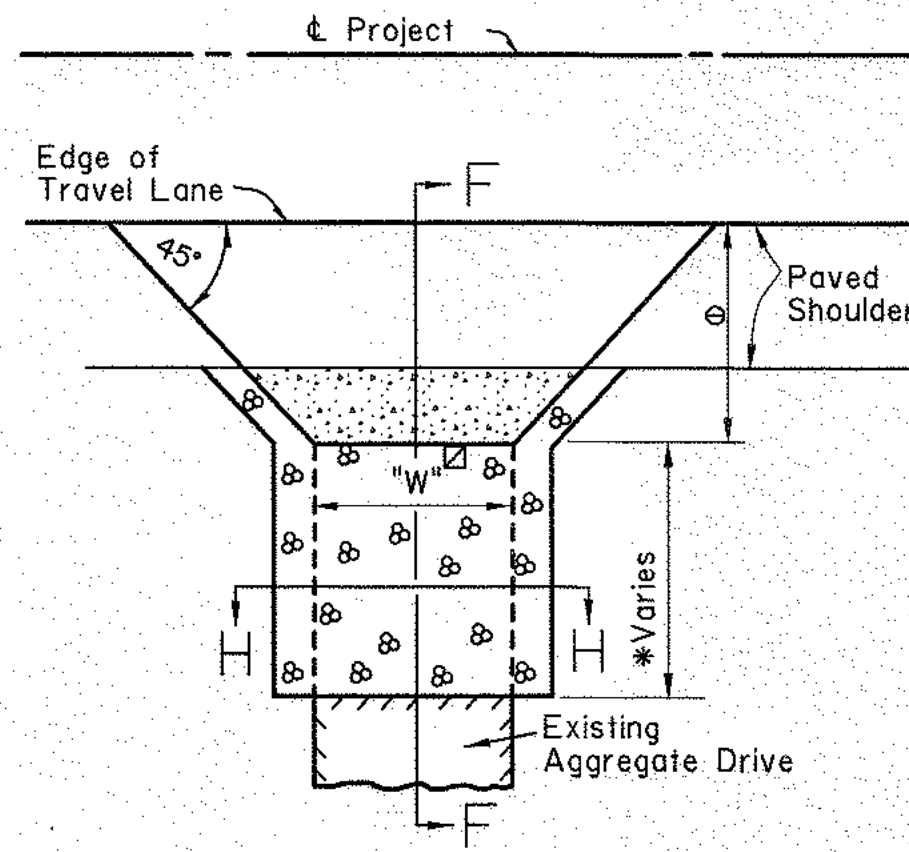 ℄ Project
Edge of
Travel Lane
F
45°
Paved
Shoulder
Θ
"W"
*Varies
H
H
Existing
Aggregate Drive
F